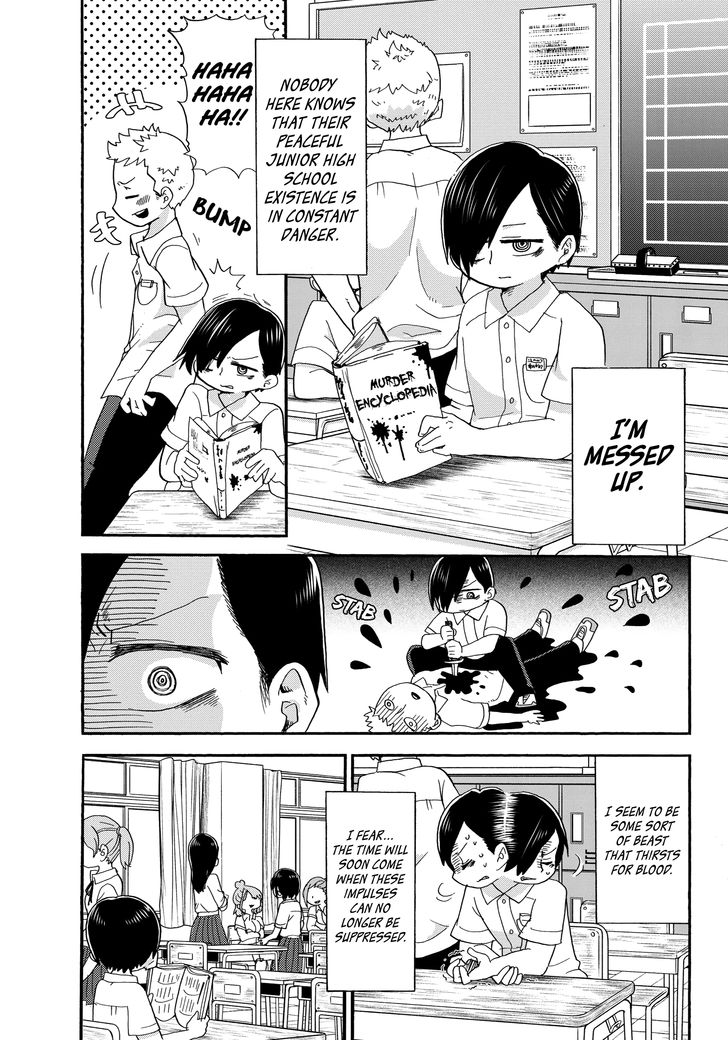 I'M
MESSED
UP.
MURDER
ENCYCLOPEDIA
NOBODY
HERE KNOWS
THAT THEIR
PEACEFUL
JUNIOR HIGH
SCHOOL
EXISTENCE IS
IN CONSTANT
DANGER.
HAHA
HAHA
HA!!
BUMP
MURDER
ENCYCLOPEDIA
STAB
STAB
I SEEM TO BE
SOME SORT
OF BEAST
THAT THIRSTS
FOR BLOOD.
I FEAR...
THE TIME WILL
SOON COME
WHEN THESE
IMPULSES
CAN NO
LONGER BE
SUPPRESSED.